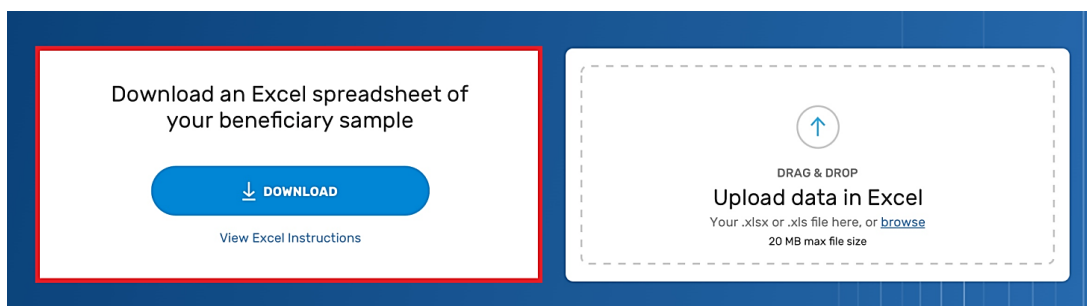 Download an Excel spreadsheet of
your beneficiary sample
DOWNLOAD
View Excel Instructions
DRAG & DROP
Upload data in Excel
Your .xlsx or .xls file here, or browse
20 MB max file size